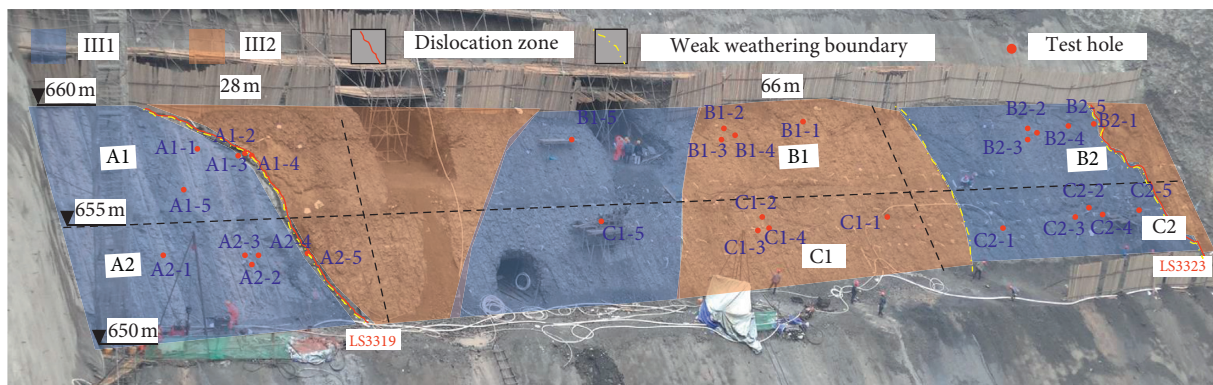 III1
III2
Dislocation zone
Weak weathering boundary
Test hole
660 m
28 m
66 m
B1-5
B1-2
B1-1
B1-3
B1-4
B1
B2-2
B2-5
B2-1
B2-3
B2-4
B2
A1
A1-1
A1-2
A1-3
A1-4
A1-5
655 m
A2
A2-1
A2-3
A2-4
A2-2
A2-5
C1-5
C1-2
C1-1
C1-3
C1-4
C1
C2-2
C2-5
C2-3
C2-4
C2
C2-1
LS3323
650 m
LS3319